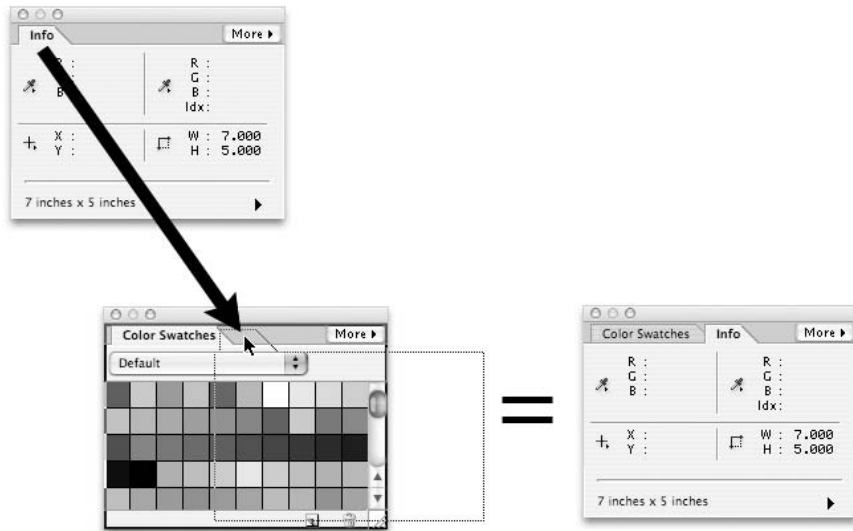 Info More
R : R :
G :
B B :
Idx:
X : W : 7.000
Y : H : 5.000
7 inches x 5 inches
Color Swatches More
Default
=
Color Swatches Info More
R : R :
G : G :
B : B :
Idx:
X : W : 7.000
Y : H : 5.000
7 inches x 5 inches